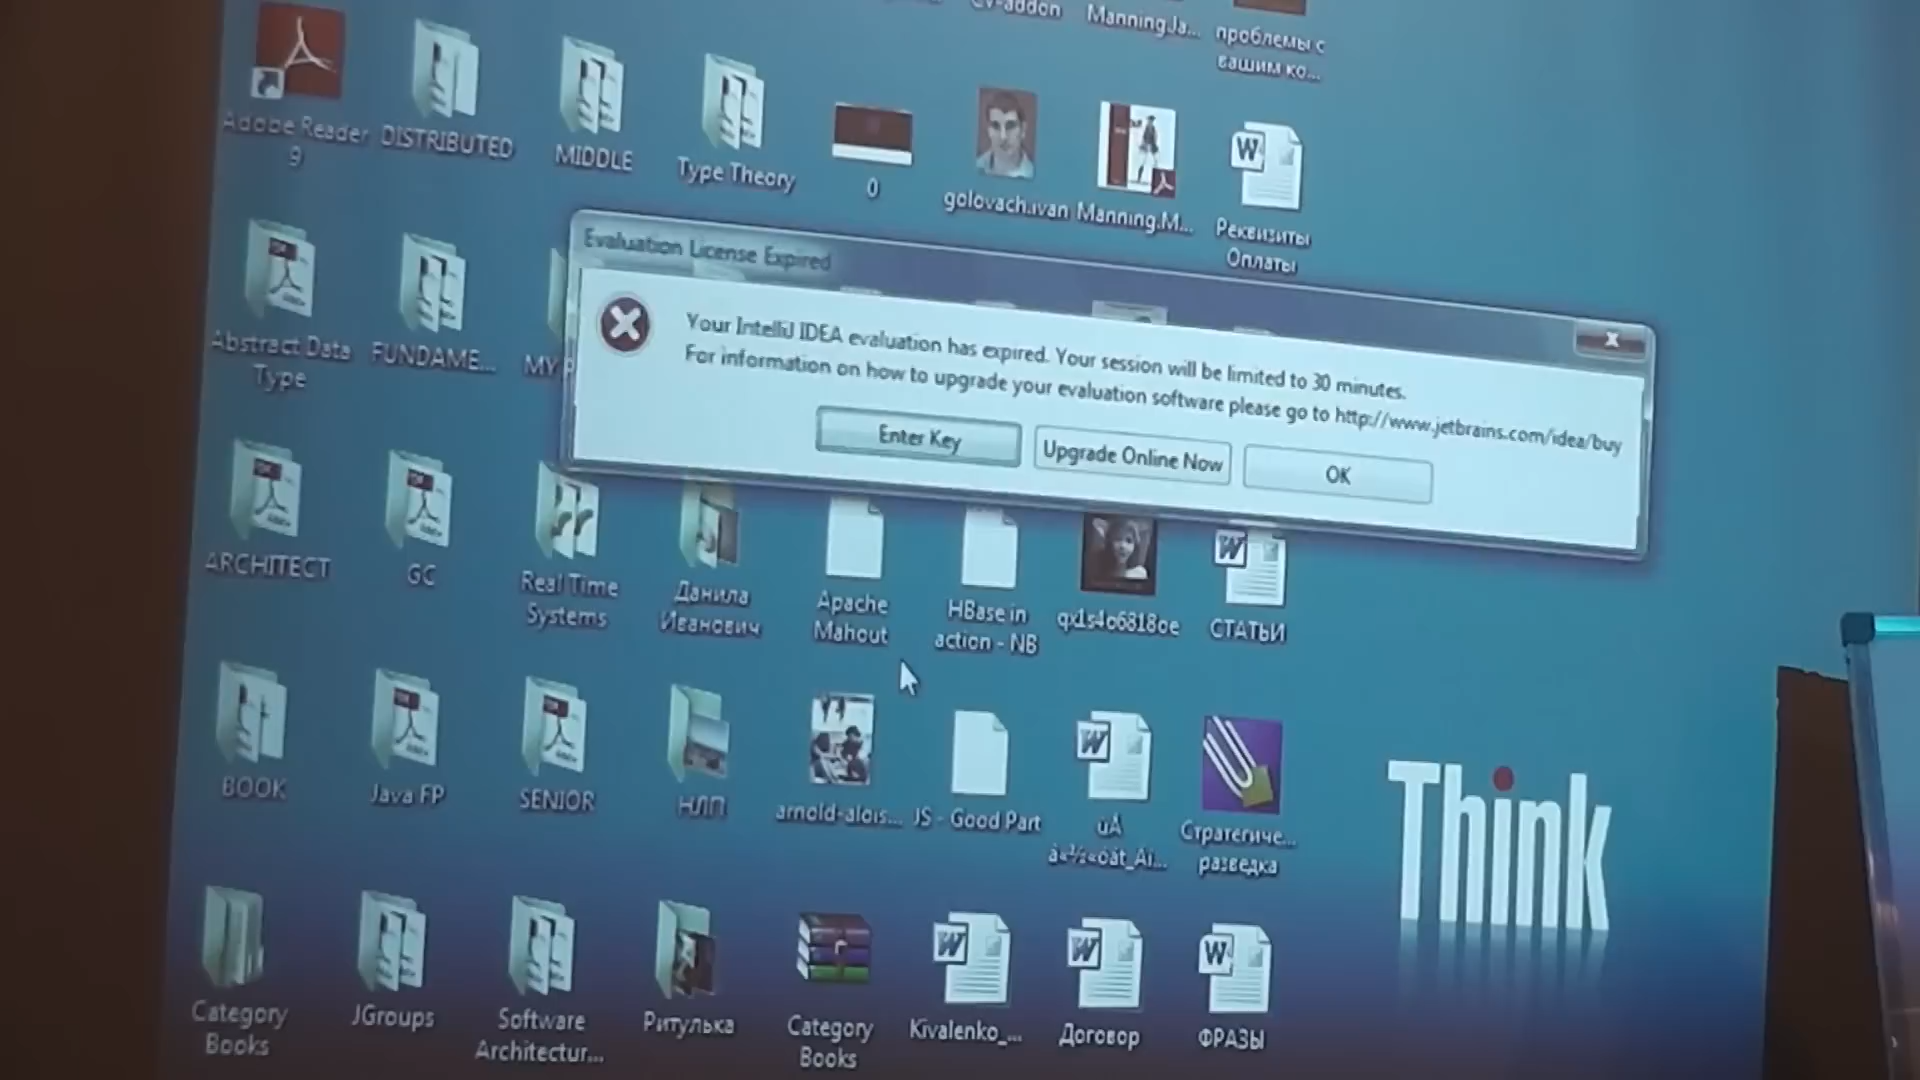 CV-addon
Manning.Ja...
проблемы с
вашим ко...
Adobe Reader
9
DISTRIBUTED
MIDDLE
Type Theory
0
golovach.ivan
Manning.M...
Реквизиты
Оплаты
Evaluation License Expired
Your IntelliJ IDEA evaluation has expired. Your session will be limited to 30 minutes.
For information on how to upgrade your evaluation software please go to http://www.jetbrains.com/idea/buy
Enter Key
Upgrade Online Now
OK
Abstract Data
Type
FUNDAME...
MY
ARCHITECT
GC
Real Time
Systems
Данила
Иванович
Apache
Mahout
HBase in
action - NB
qx1s4o6818oe
СТАТЬИ
BOOK
Java FP
SENIOR
НЛП
arnold-alois...
JS - Good Part
Стратегиче...
разведка
Think
Category
Books
JGroups
Software
Architectur...
Ритулька
Category
Books
Kivalenko_...
Договор
ФРАЗЫ